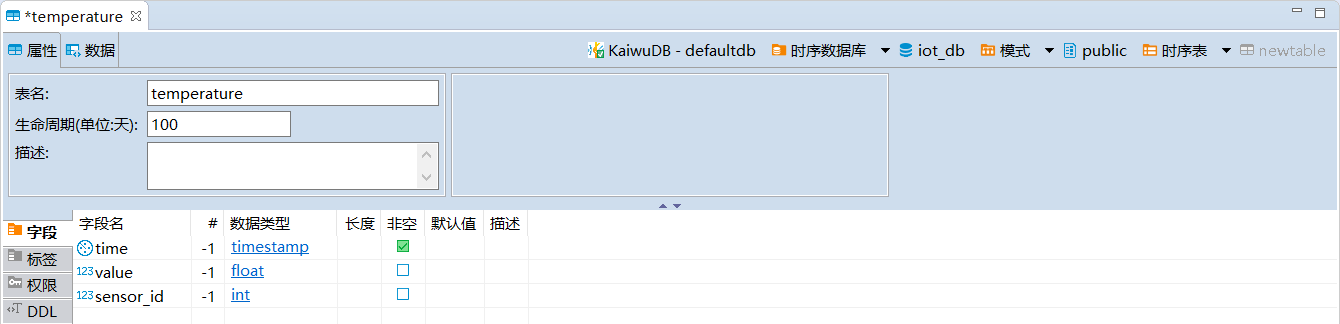 *temperature
属性 数据 KaiwuDB - defaultdb 时序数据库 iot_db 模式 public 时序表 newtable
表名: temperature
生命周期(单位:天): 100
描述:
字段名 # 数据类型 长度 非空 默认值 描述
字段
time -1 timestamp
标签
123 value -1 float
权限
123 sensor_id -1 int
DDL